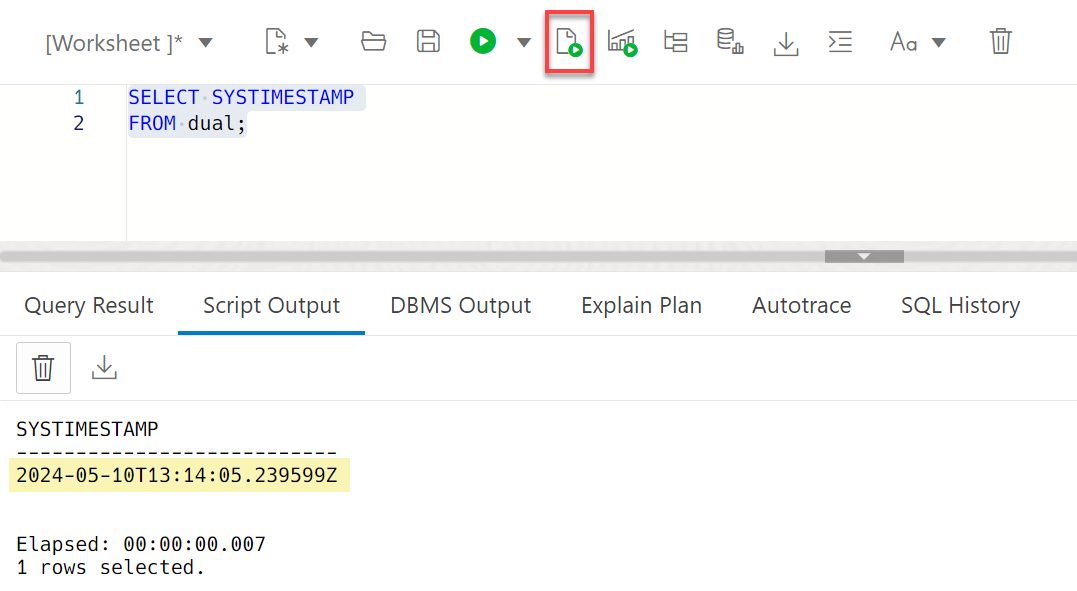 [Worksheet ]*
Aa
1 SELECT SYSTIMESTAMP
2 FROM dual;
Query Result Script Output DBMS Output Explain Plan Autotrace SQL History
SYSTIMESTAMP
---------------------------
2024-05-10T13:14:05.239599Z
Elapsed: 00:00:00.007
1 rows selected.